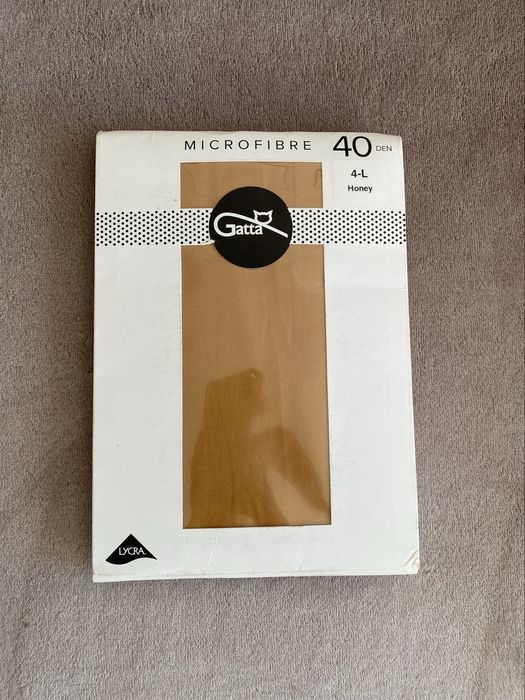 MICROFIBRE 40 DEN
4-L
Honey
Gatta
LYCRA.